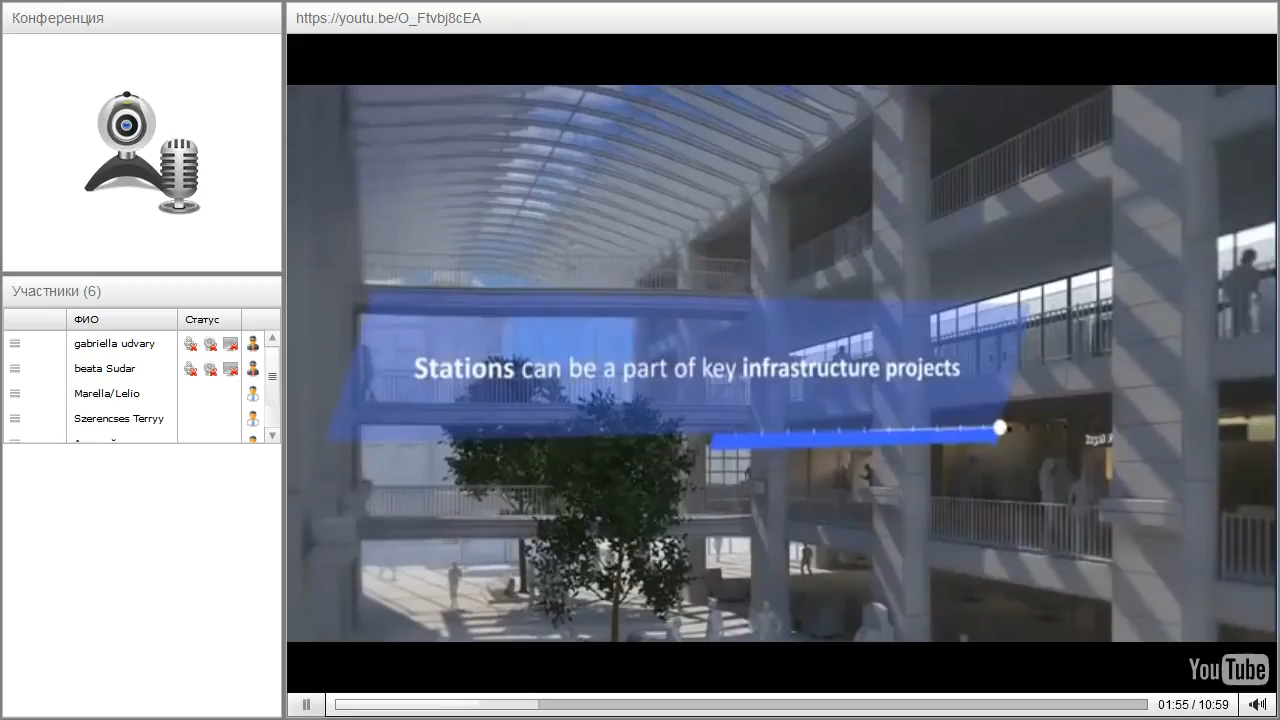 Конференция
https://youtu.be/O_Ftvbj8cEA
Участники (6)
ФИО
Статус
gabriella udvary
beata Sudar
Marella/Lelio
Szerencses Terryy
Stations can be a part of key infrastructure projects
YouTube
01:55 / 10:59